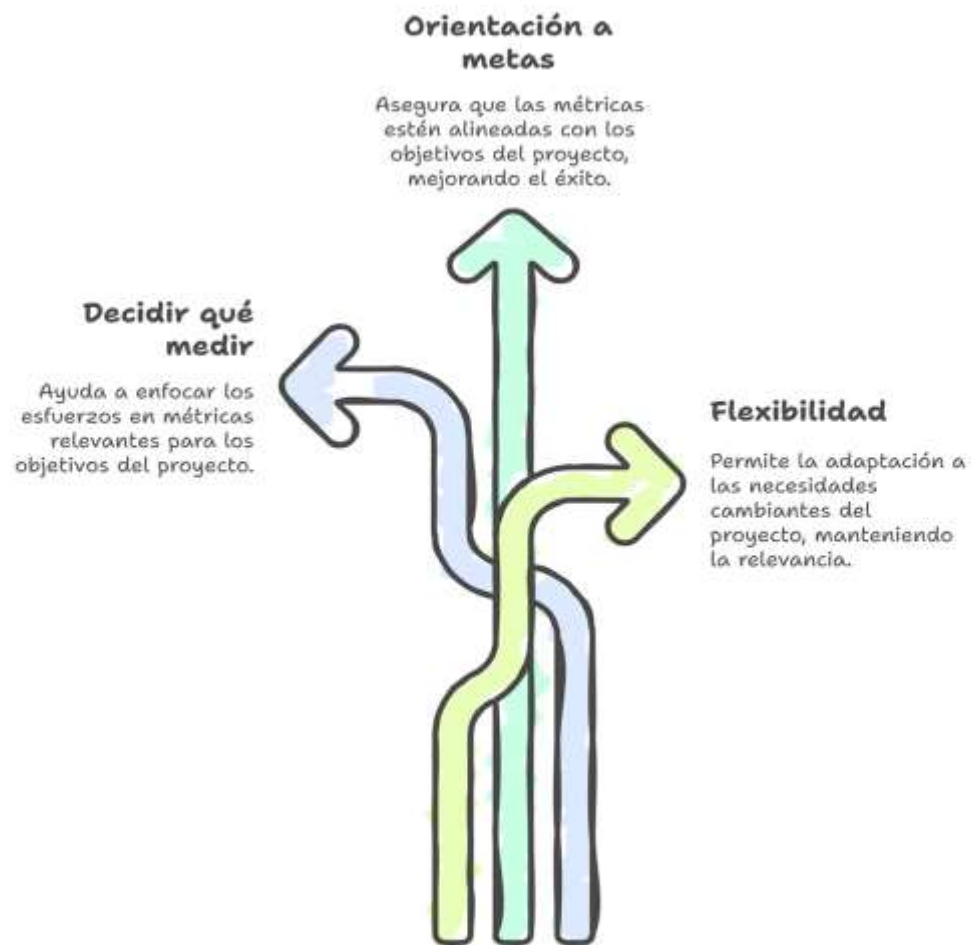 Orientación a
metas
Asegura que las métricas
estén alineadas con los
objetivos del proyecto,
mejorando el éxito.
Decidir qué
medir
Ayuda a enfocar los
esfuerzos en métricas
relevantes para los
objetivos del proyecto.
Flexibilidad
Permite la adaptación a
las necesidades
cambiantes del
proyecto, manteniendo
la relevancia.